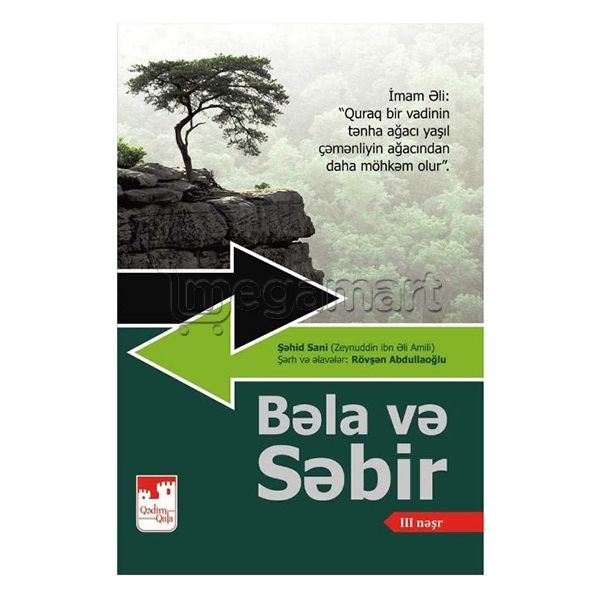 İmam Əli:
“Quraq bir vadinin
tənha ağacı yaşıl
çəmənliyin ağacından
daha möhkəm olur”.
megamart
Şəhid Sani (Zeynuddin ibn Əli Amili)
Şərh və əlavələr: Rövşən Abdullaoğlu
Bəla və
Səbir
III nəşr
Qədim
Qala